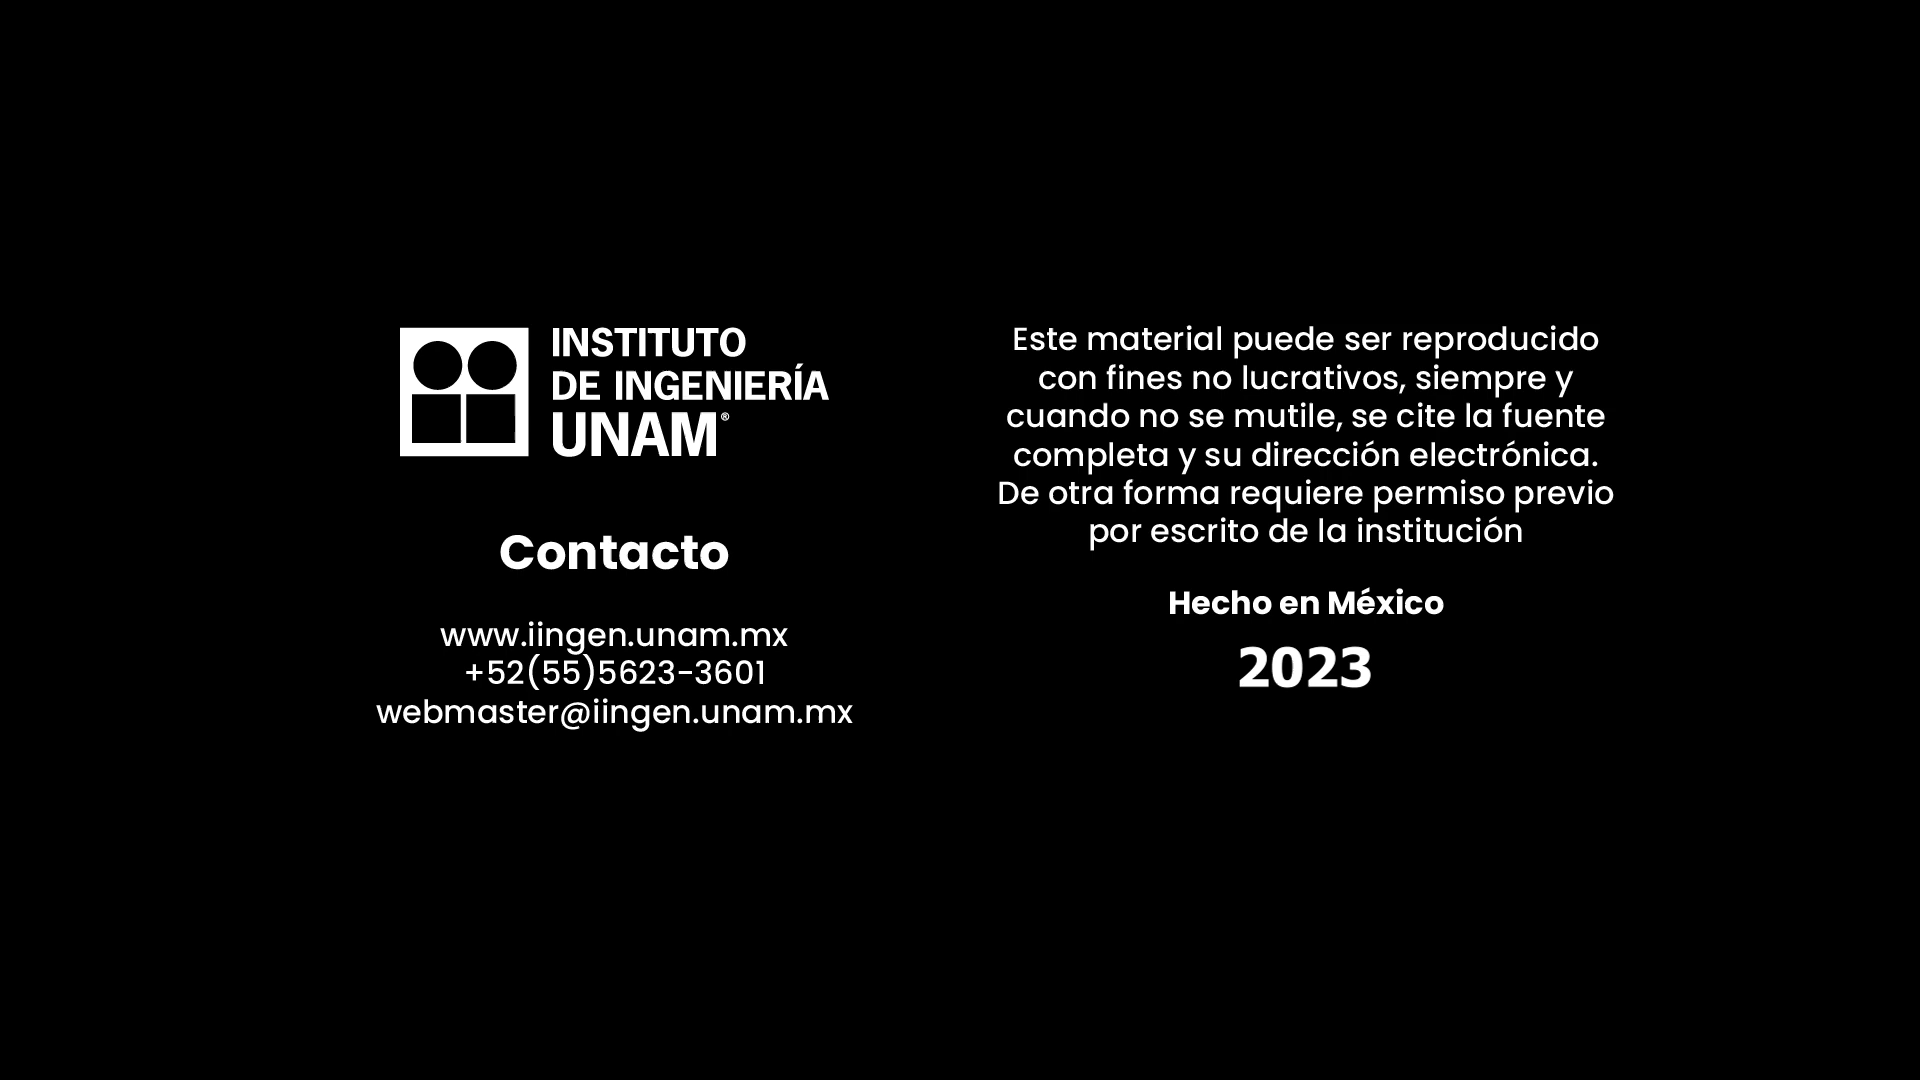 INSTITUTO
DE INGENIERÍA
UNAM®
Contacto
www.iingen.unam.mx
+52(55)5623-3601
webmaster@iingen.unam.mx
Este material puede ser reproducido
con fines no lucrativos, siempre y
cuando no se mutile, se cite la fuente
completa y su dirección electrónica.
De otra forma requiere permiso previo
por escrito de la institución
Hecho en México
2023